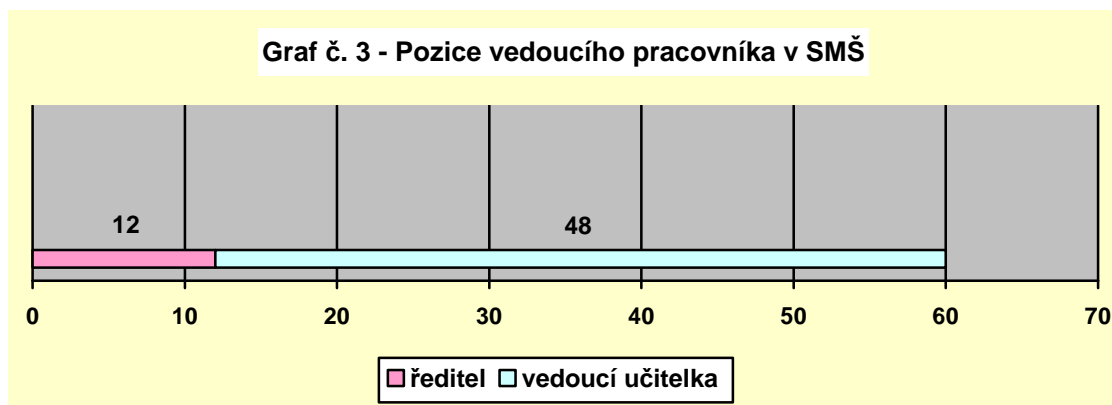 Graf č. 3 - Pozice vedoucího pracovníka v SMŠ
12 48
0 10 20 30 40 50 60 70
ředitel vedoucí učitelka